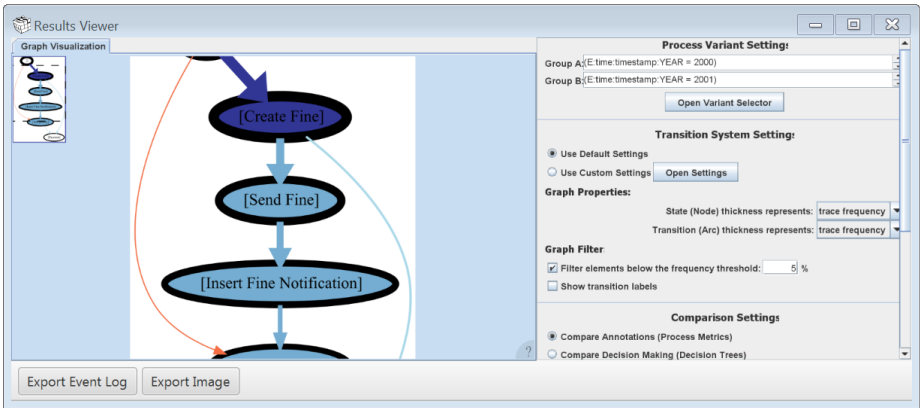 Results Viewer
Graph Visualization
[Create Fine]
[Send Fine]
[Insert Fine Notification]
?
Process Variant Settings
Group A: (E:time:timestamp:YEAR = 2000)
Group B: (E:time:timestamp:YEAR = 2001)
Open Variant Selector
Transition System Settings
Use Default Settings
Use Custom Settings Open Settings
Graph Properties:
State (Node) thickness represents: trace frequency
Transition (Arc) thickness represents: trace frequency
Graph Filter:
Filter elements below the frequency threshold: 5 %
Show transition labels
Comparison Settings
Compare Annotations (Process Metrics)
Compare Decision Making (Decision Trees)
Export Event Log Export Image